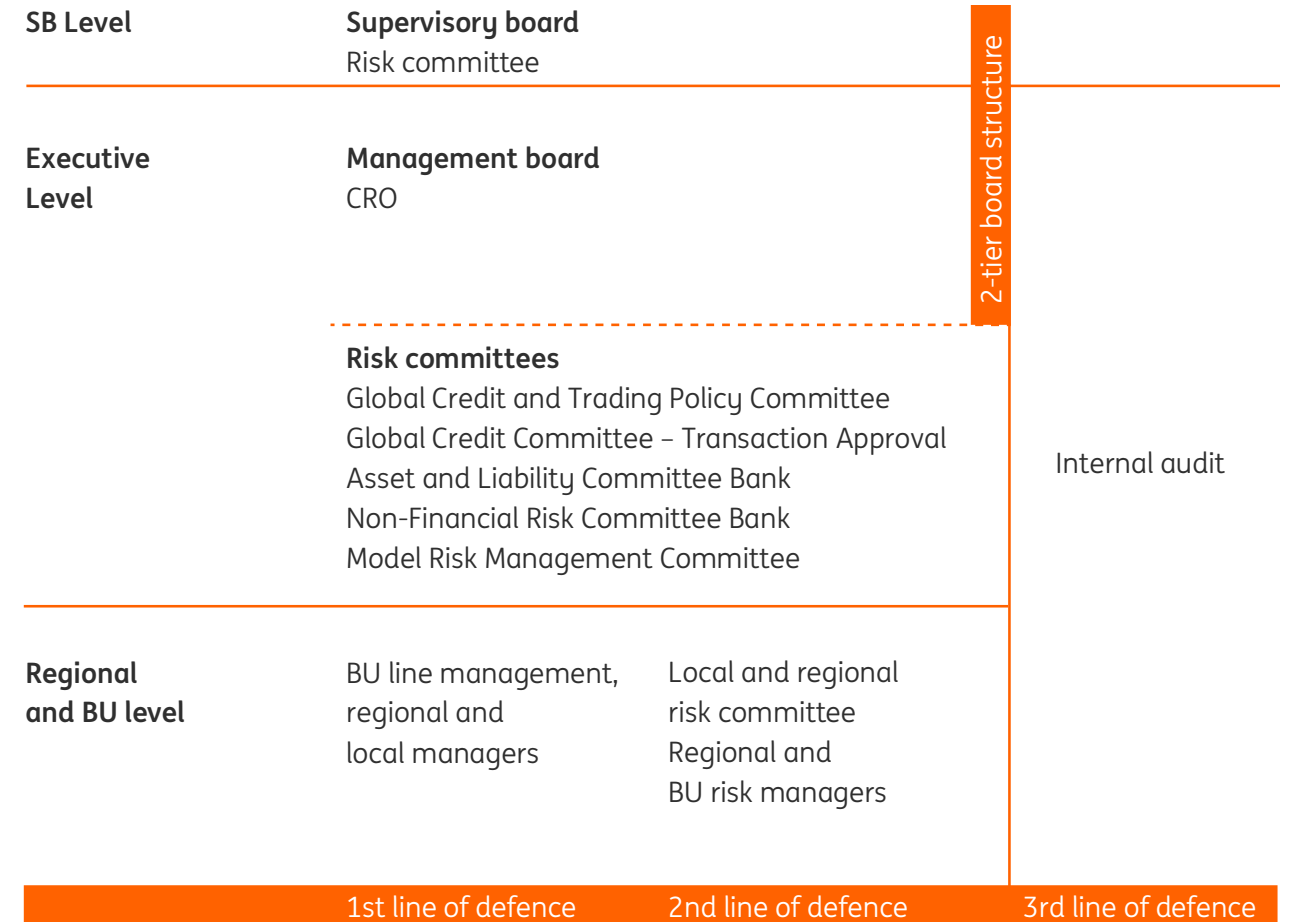 SB Level
Supervisory board
Risk committee
2-tier board structure
Executive
Level
Management board
CRO
Risk committees
Global Credit and Trading Policy Committee
Global Credit Committee – Transaction Approval
Asset and Liability Committee Bank
Non-Financial Risk Committee Bank
Model Risk Management Committee
Internal audit
Regional
and BU level
BU line management,
regional and
local managers
Local and regional
risk committee
Regional and
BU risk managers
1st line of defence
2nd line of defence
3rd line of defence